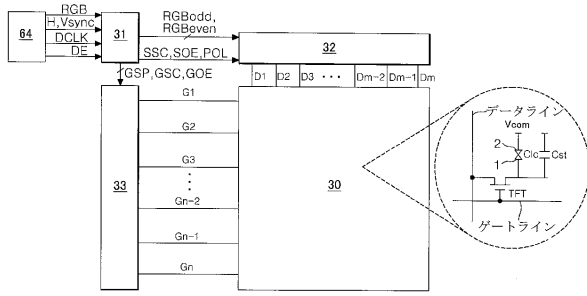 RGB
H,Vsync
DCLK
DE
64
31
RGBodd,
RGBeven
SSC, SOE, POL
32
GSP,GSC,GOE
D1 D2 D3 ・・・ Dm-2 Dm-1 Dm
G1
G2
G3
Gn-2
Gn-1
Gn
33
30
データライン
Vcom
2
1
Clc
Cst
TFT
ゲートライン